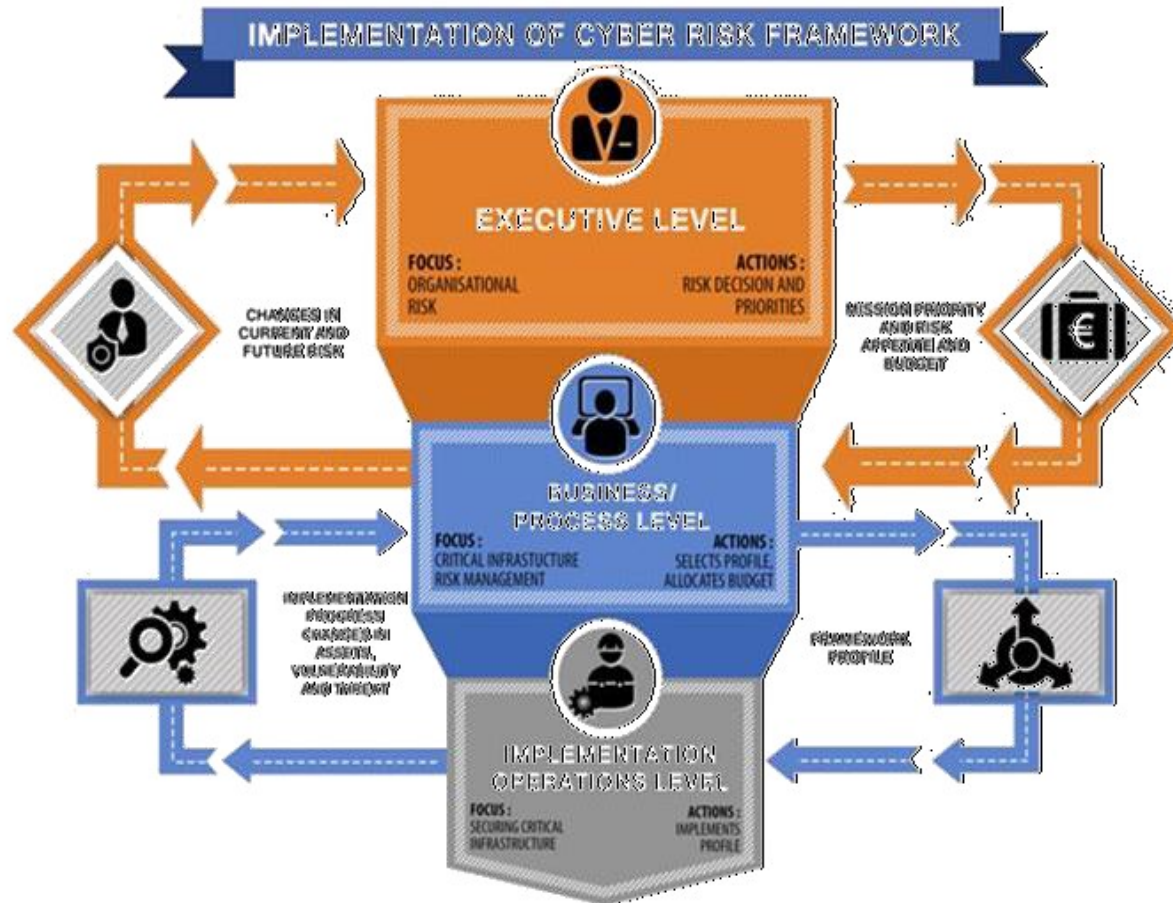 IMPLEMENTATION OF CYBER RISK FRAMEWORK
EXECUTIVE LEVEL
FOCUS :
ORGANISATIONAL
RISK
ACTIONS :
RISK DECISION AND
PRIORITIES
CHANGES IN
CURRENT AND
FUTURE RISK
MISSION PRIORITY
AND RISK
APPETITE AND
BUDGET
€
BUSINESS/
PROCESS LEVEL
FOCUS :
CRITICAL INFRASTUCTURE
RISK MANAGEMENT
ACTIONS :
SELECTS PROFILE,
ALLOCATES BUDGET
IMPLEMENTATION
PROGRESS
CHANGES IN
ASSETS,
VULNERABILITY
AND THREAT
FRAMEWORK
PROFILE
IMPLEMENTATION
OPERATIONS LEVEL
FOCUS :
SECURING CRITICAL
INFRASTRUCTURE
ACTIONS :
IMPLEMENTS
PROFILE